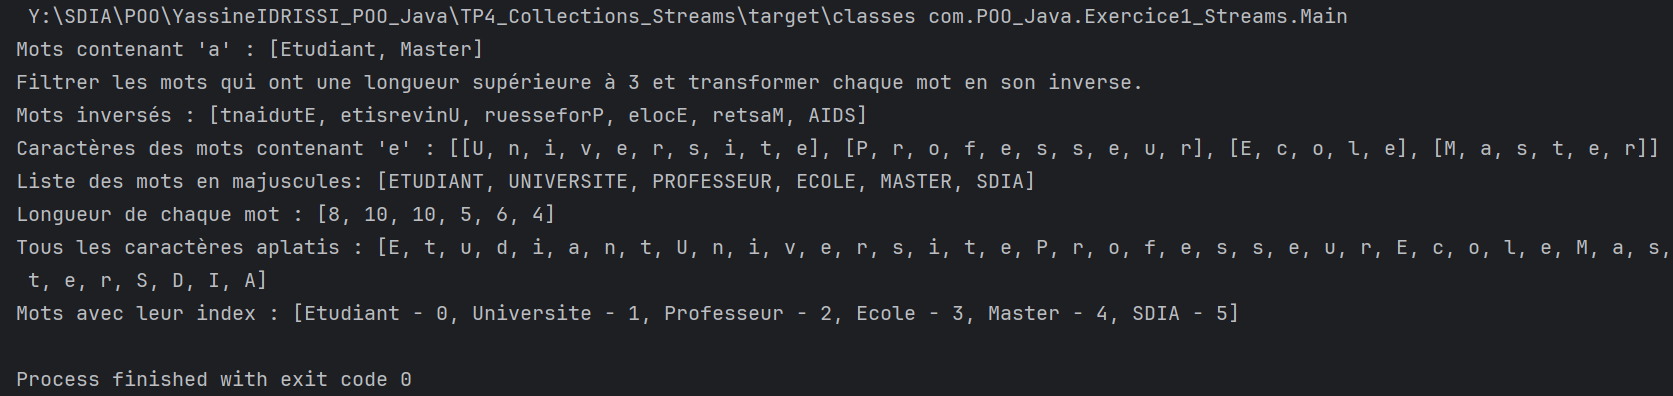 Y:\SDIA\POO\YassineIDRISSI_POO_Java\TP4_Collections_Streams\target\classes com.POO_Java.Exercice1_Streams.Main
Mots contenant 'a' : [Etudiant, Master]
Filtrer les mots qui ont une longueur supérieure à 3 et transformer chaque mot en son inverse.
Mots inversés : [tnaidutE, etisrevinU, ruesseforP, elocE, retsaM, AIDS]
Caractères des mots contenant 'e' : [[U, n, i, v, e, r, s, i, t, e], [P, r, o, f, e, s, s, e, u, r], [E, c, o, l, e], [M, a, s, t, e, r]]
Liste des mots en majuscules: [ETUDIANT, UNIVERSITE, PROFESSEUR, ECOLE, MASTER, SDIA]
Longueur de chaque mot : [8, 10, 10, 5, 6, 4]
Tous les caractères aplatis : [E, t, u, d, i, a, n, t, U, n, i, v, e, r, s, i, t, e, P, r, o, f, e, s, s, e, u, r, E, c, o, l, e, M, a, s,
t, e, r, S, D, I, A]
Mots avec leur index : [Etudiant - 0, Universite - 1, Professeur - 2, Ecole - 3, Master - 4, SDIA - 5]
Process finished with exit code 0